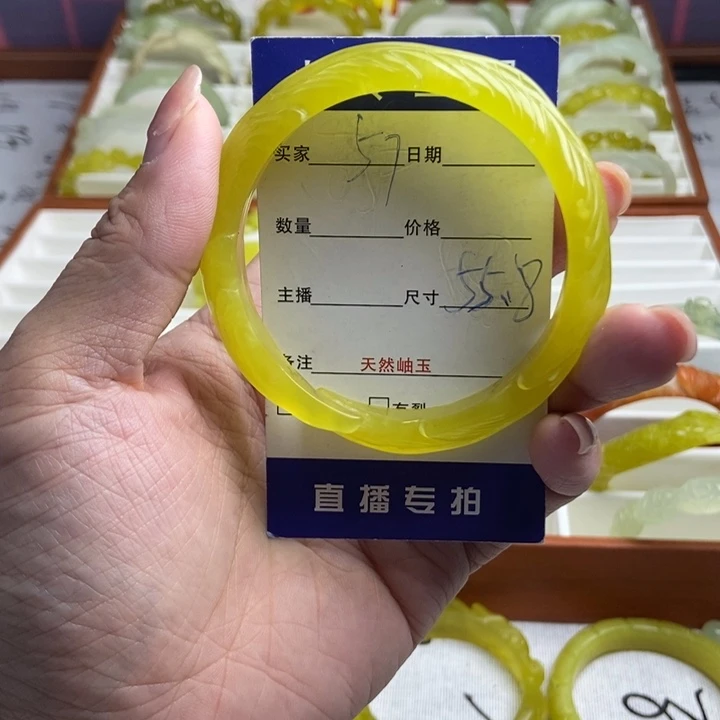 买家 57 日期
数量 价格
主播 尺寸 55.8
备注 天然岫玉
有裂
直播专拍